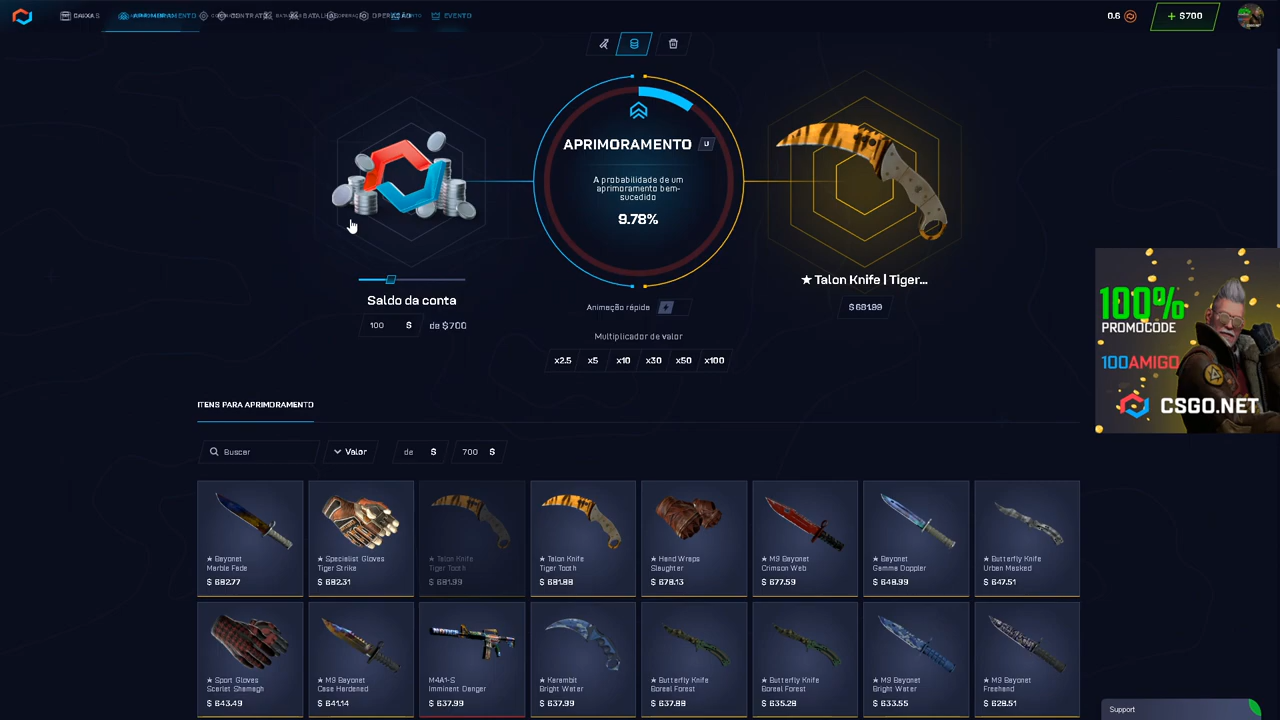 CAIXAS
APRIMORAMENTO
CONTRATO
BATALHAS
OPERAÇÃO
EVENTO
0.6
+ $700
APRIMORAMENTO U
A probabilidade de um
aprimoramento bem-
sucedido
9.78%
Saldo da conta
100 $ de $700
★ Talon Knife | Tiger...
$ 681.99
Animação rápida
Multiplicador de valor
x2.5 x5 x10 x30 x50 x100
100%
PROMOCODE
100AMIGO
CSGO.NET
ITENS PARA APRIMORAMENTO
Buscar
Valor
de $
700 $
★ Bayonet
Marble Fade
$ 682.77
★ Specialist Gloves
Tiger Strike
$ 682.31
★ Talon Knife
Tiger Tooth
$ 681.99
★ Talon Knife
Tiger Tooth
$ 681.88
★ Hand Wraps
Slaughter
$ 678.13
★ M9 Bayonet
Crimson Web
$ 677.59
★ Bayonet
Gamma Doppler
$ 648.99
★ Butterfly Knife
Urban Masked
$ 647.51
★ Sport Gloves
Scarlet Shamagh
$ 643.49
★ M9 Bayonet
Case Hardened
$ 641.14
M4A1-S
Imminent Danger
$ 637.99
★ Karambit
Bright Water
$ 637.99
★ Butterfly Knife
Boreal Forest
$ 637.88
★ Butterfly Knife
Boreal Forest
$ 635.28
★ M9 Bayonet
Bright Water
$ 633.55
★ M9 Bayonet
Freehand
$ 628.51
Support